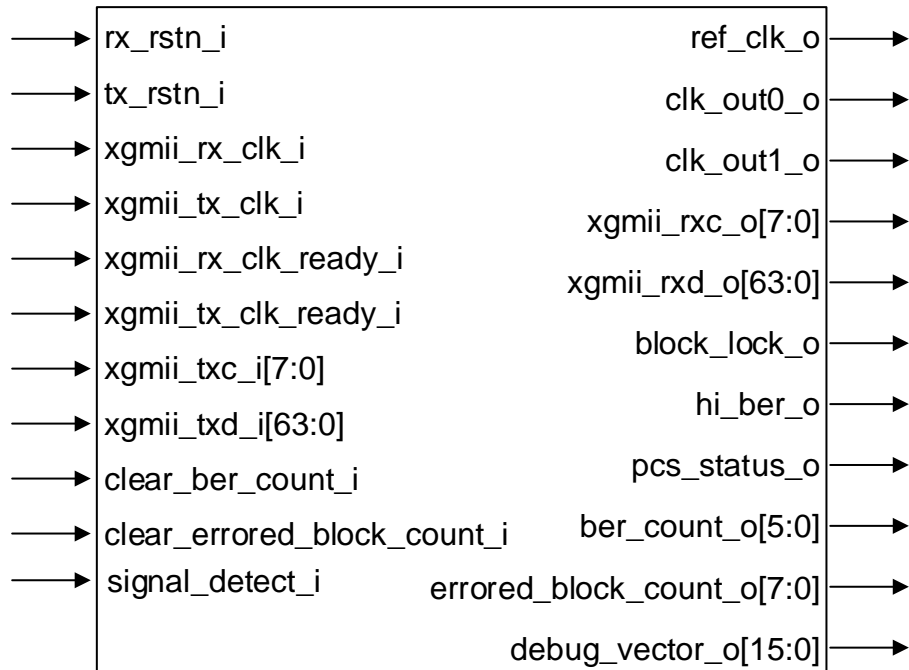 rx_rstn_i
tx_rstn_i
xgmii_rx_clk_i
xgmii_tx_clk_i
xgmii_rx_clk_ready_i
xgmii_tx_clk_ready_i
xgmii_txc_i[7:0]
xgmii_txd_i[63:0]
clear_ber_count_i
clear_errored_block_count_i
signal_detect_i
ref_clk_o
clk_out0_o
clk_out1_o
xgmii_rxc_o[7:0]
xgmii_rxd_o[63:0]
block_lock_o
hi_ber_o
pcs_status_o
ber_count_o[5:0]
errored_block_count_o[7:0]
debug_vector_o[15:0]